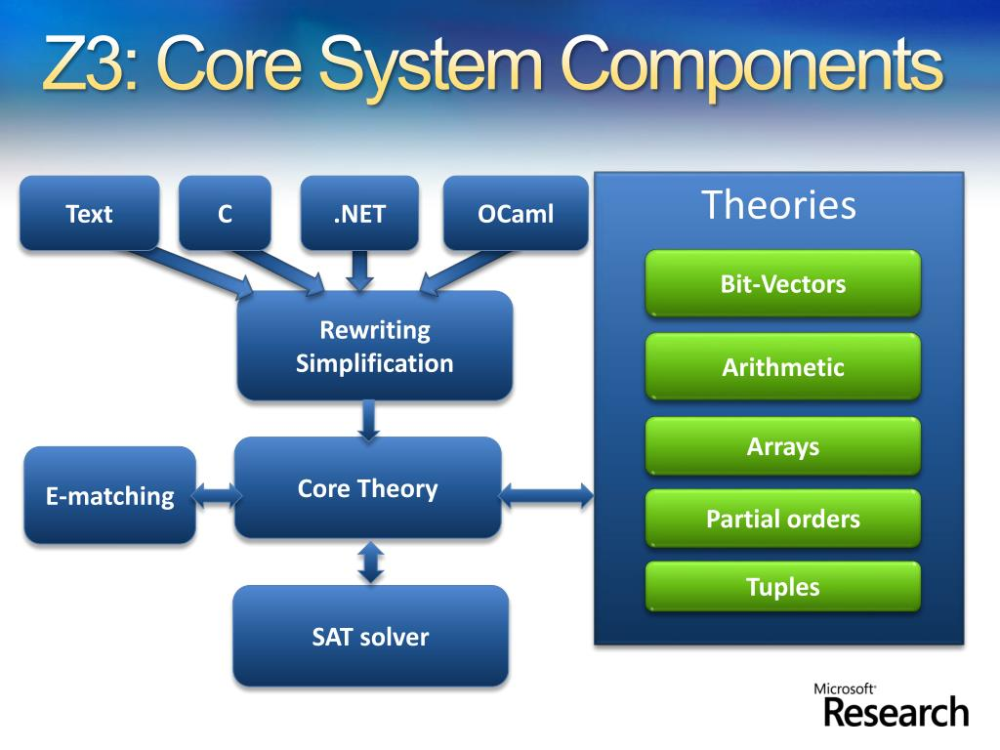 Z3: Core System Components
Text
C
.NET
OCaml
Rewriting
Simplification
E-matching
Core Theory
SAT solver
Theories
Bit-Vectors
Arithmetic
Arrays
Partial orders
Tuples
Microsoft®
Research